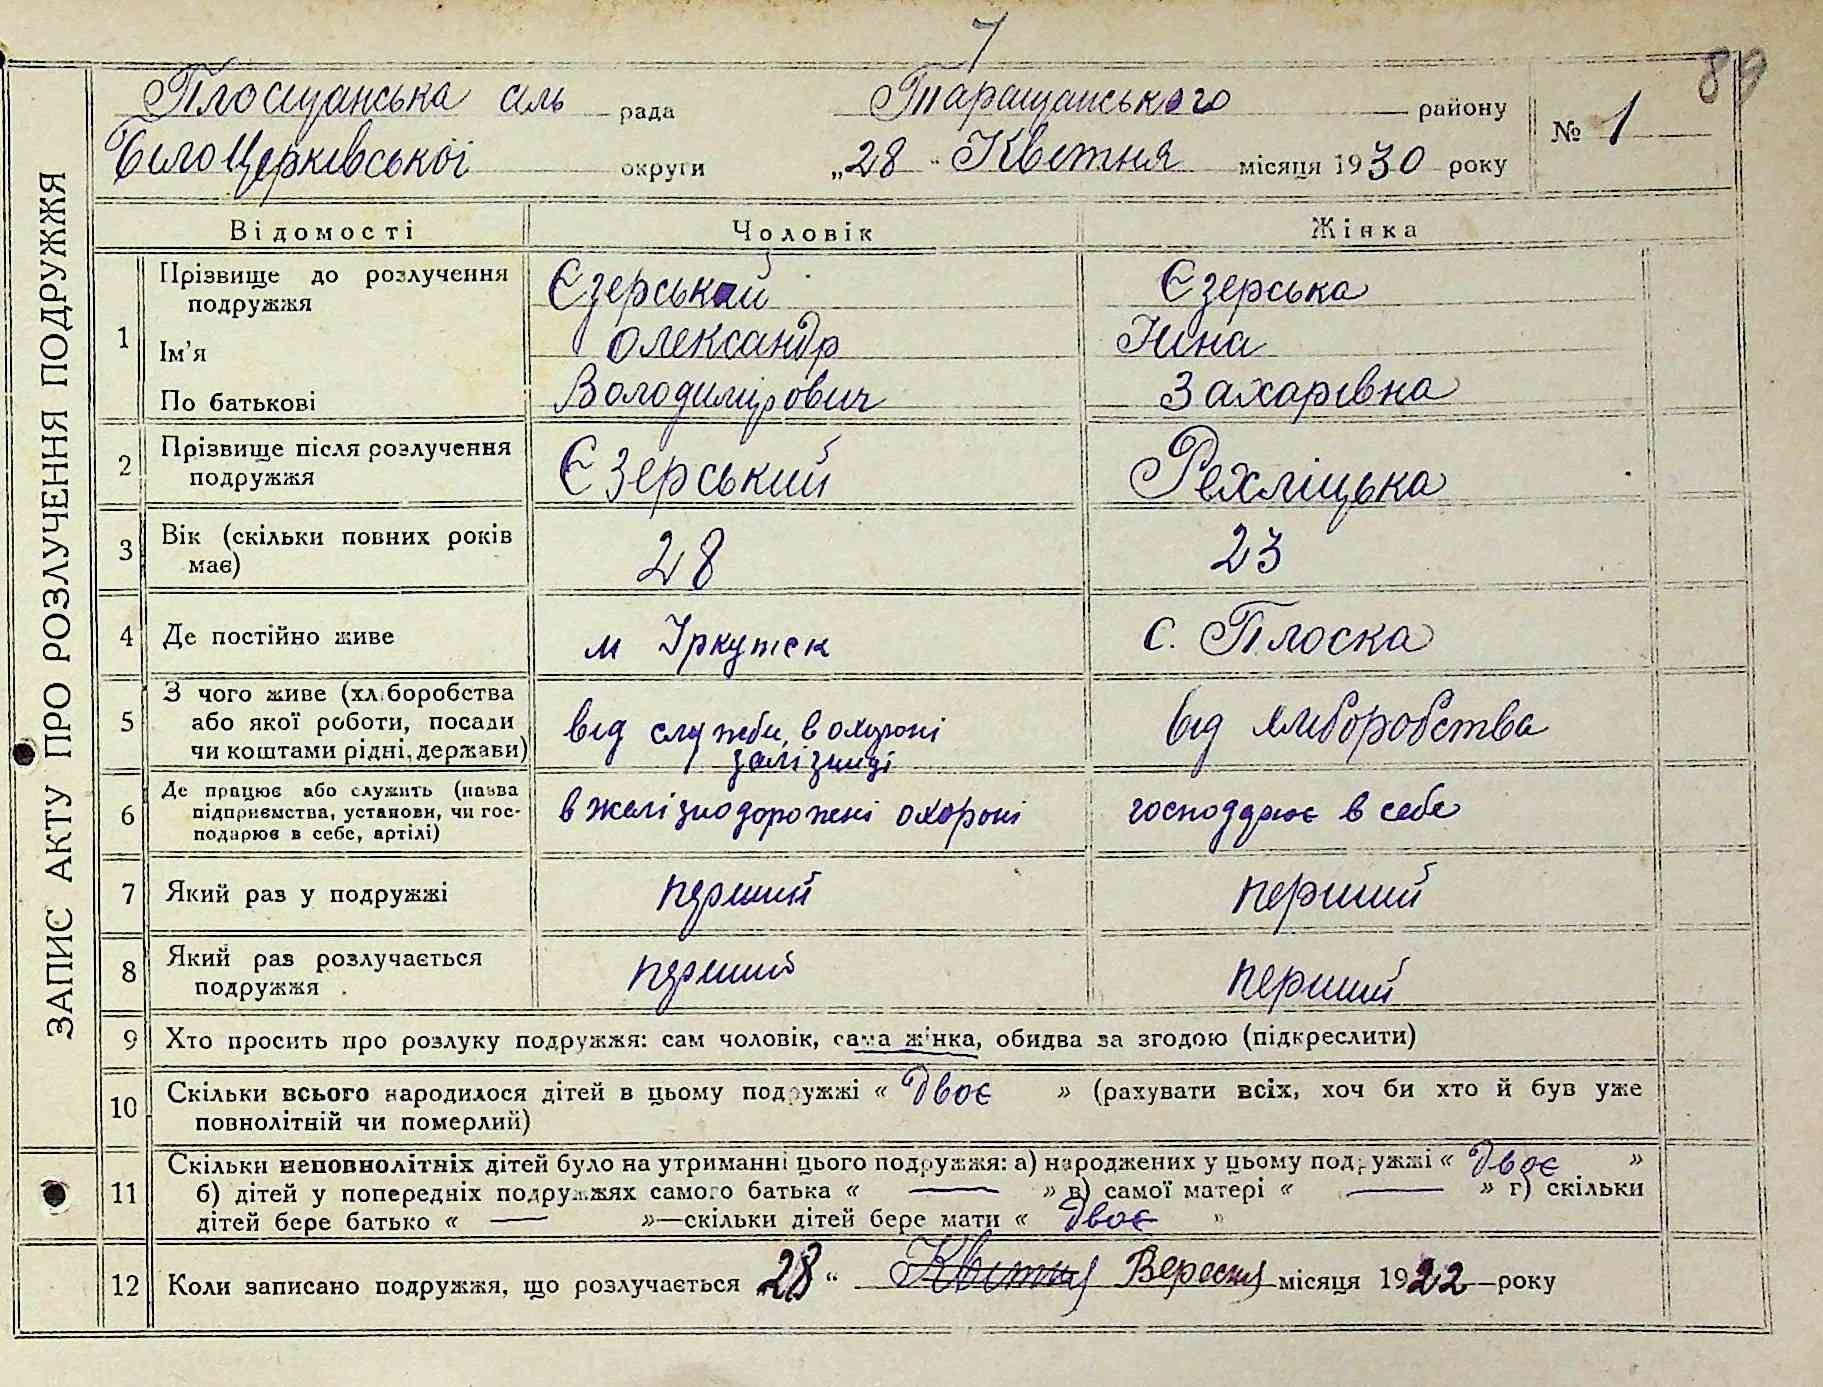 7
89
Плосщанська сіль рада Таращанського району
№ 1
БілоЦерківської округи „28 “ Квітня місяця 1930 року
ЗАПИС АКТУ ПРО РОЗЛУЧЕННЯ ПОДРУЖЖЯ
Відомості Чоловік Жінка
1 Прізвище до розлучення подружжя Єзерський Єзерська
Ім'я Олександр Ніна
По батькові Володимірович Захарівна
2 Прізвище після розлучення подружжя Єзерський Рехліцька
3 Вік (скільки повних років має) 28 23
4 Де постійно живе м Іркутск с. Плоска
5 З чого живе (хліборобства або якої роботи, посади чи коштами рідні, держави) від служби в охороні залізниці від хліборобства
6 Де працює або служить (назва підприємства, установи, чи господарює в себе, артілі) в желізнодорожені охороні господарює в себе
7 Який раз у подружжі перший перший
8 Який раз розлучається подружжя перший перший
9 Хто просить про розлуку подружжя: сам чоловік, сама жінка, обидва за згодою (підкреслити)
10 Скільки всього народилося дітей в цьому подружжі « Двоє » (рахувати всіх, хоч би хто й був уже
повнолітній чи померлий)
11 Скільки неповнолітніх дітей було на утриманні цього подружжя: а) народжених у цьому подружжі « Двоє »
б) дітей у попередніх подружжях самого батька « — » в) самої матері « — » г) скільки
дітей бере батько « — »—скільки дітей бере мати « Двоє »
12 Коли записано подружжя, що розлучається 28 “ Квітня Вересня місяця 1922 року